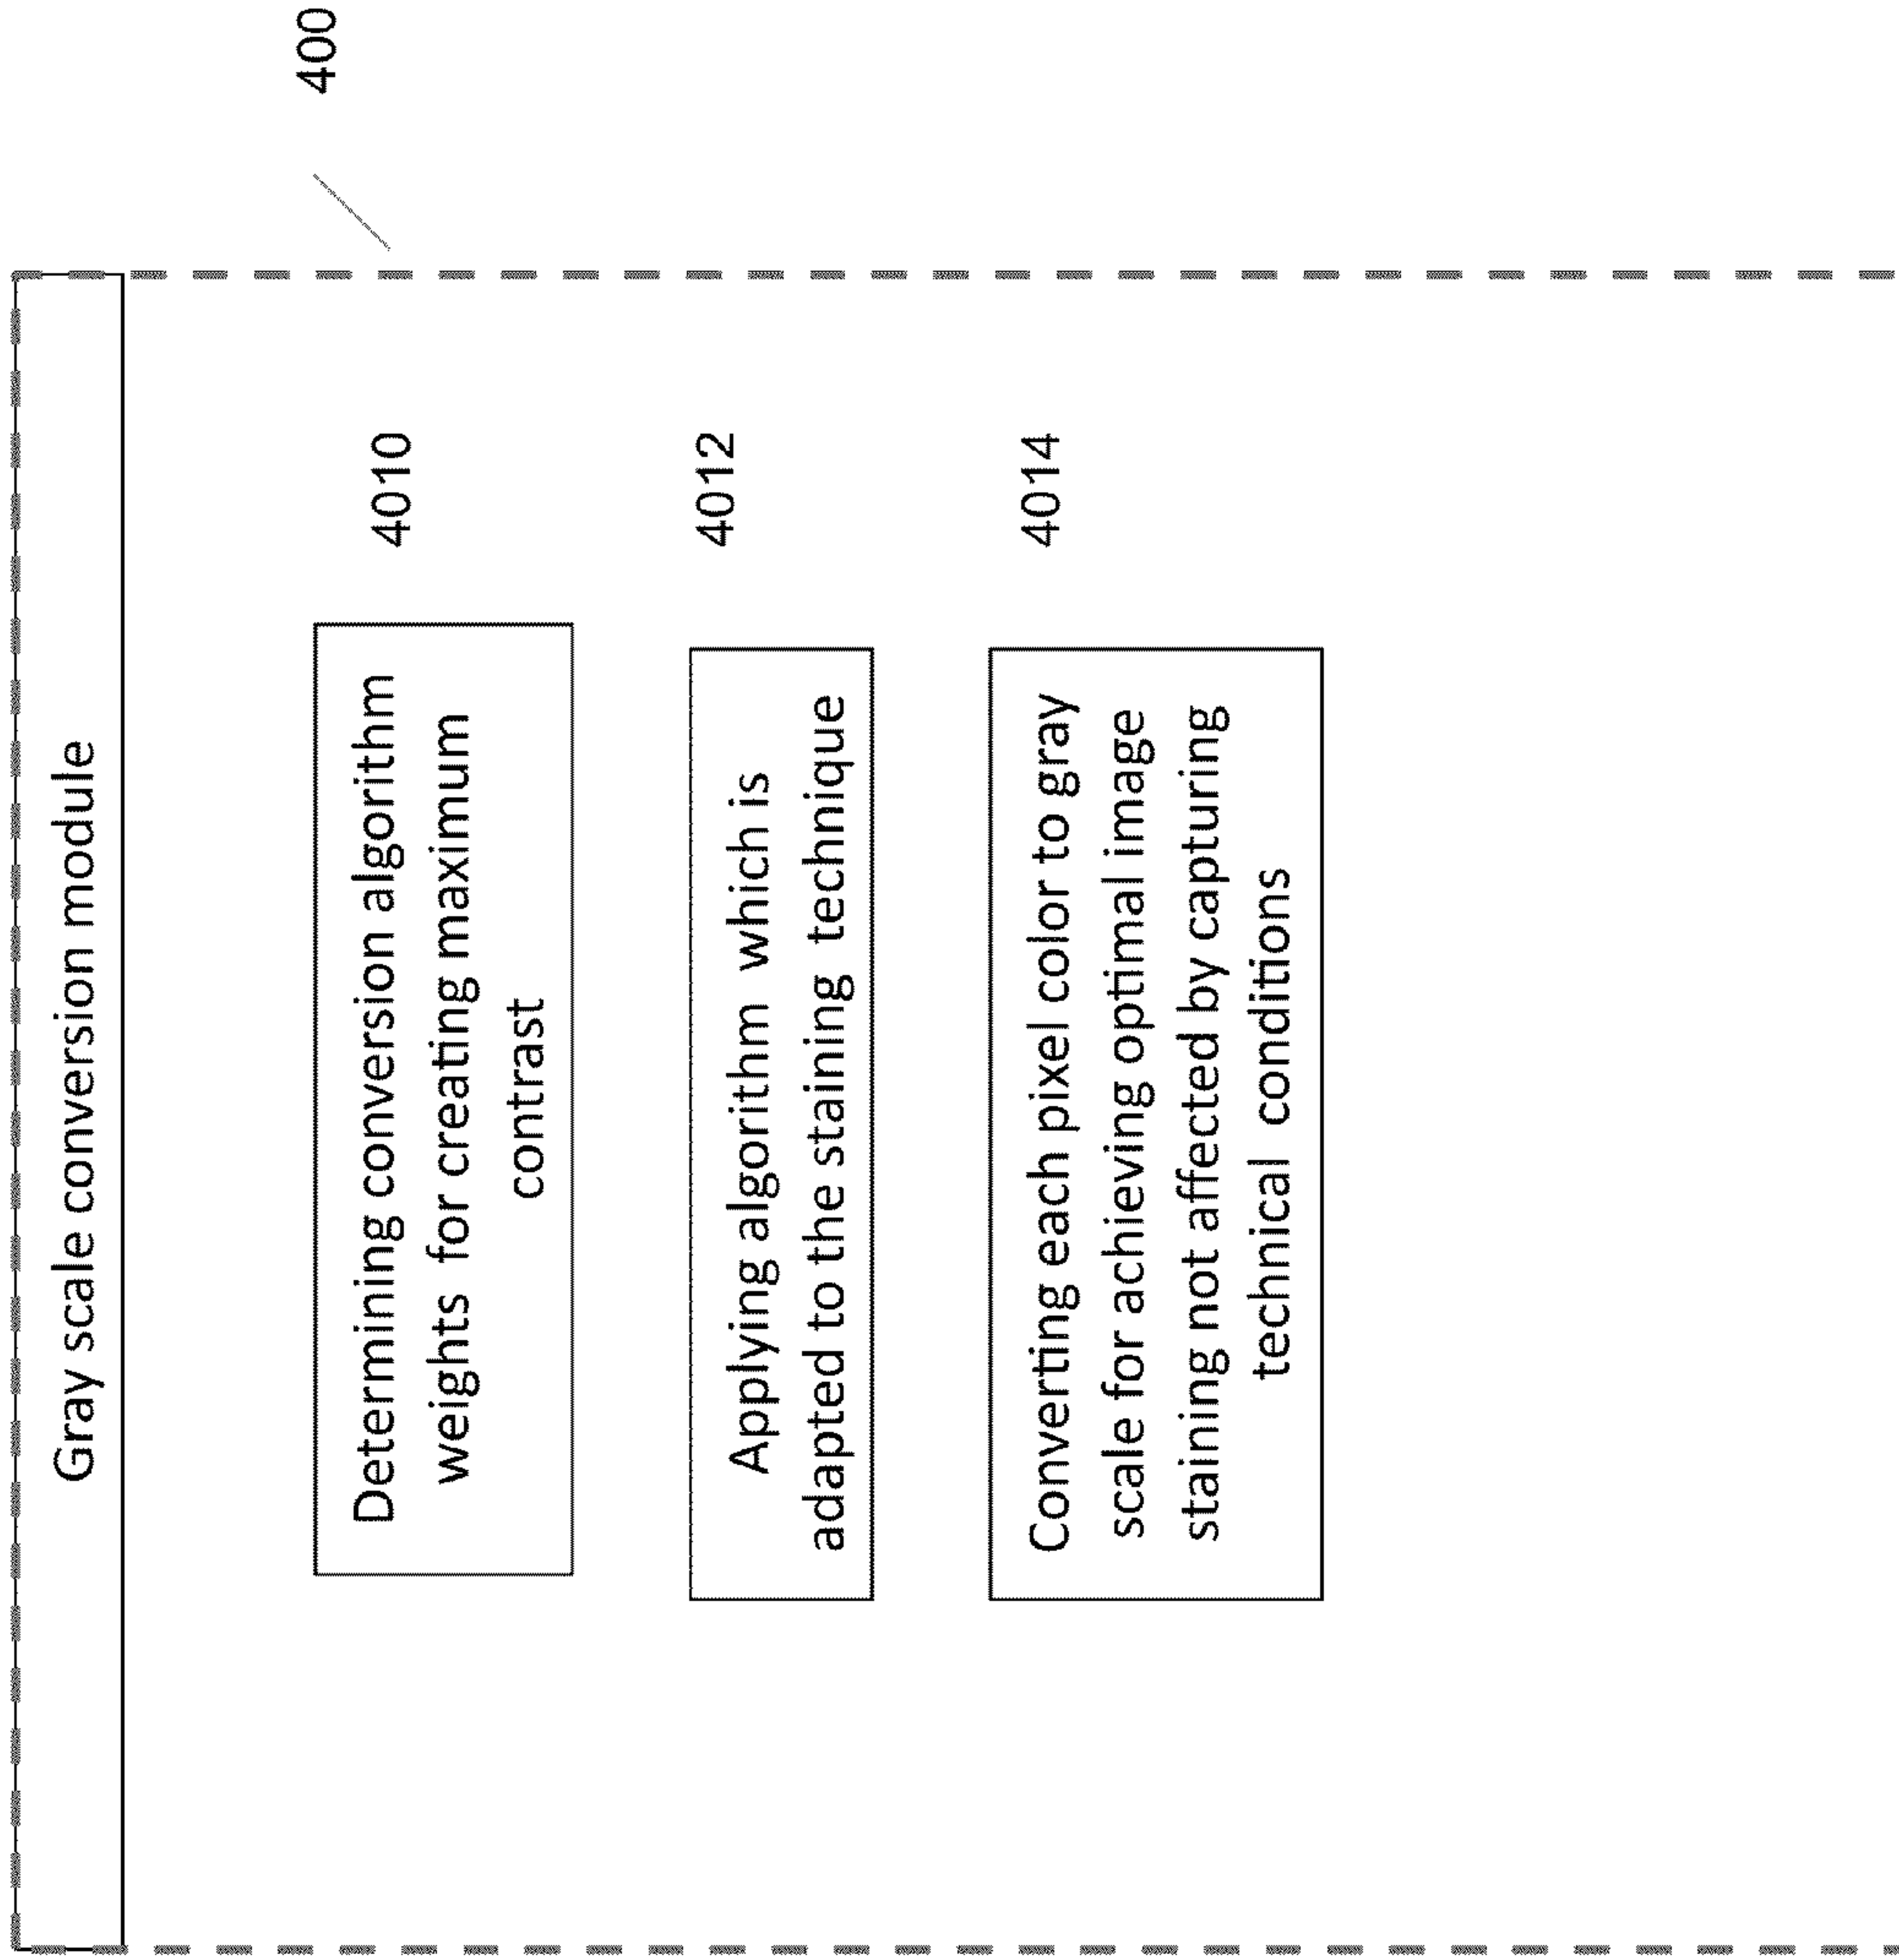 Gray scale conversion module
400
Determining conversion algorithm
weights for creating maximum
contrast
4010
Applying algorithm which is
adapted to the staining technique
4012
Converting each pixel color to gray
scale for achieving optimal image
staining not affected by capturing
technical conditions
4014